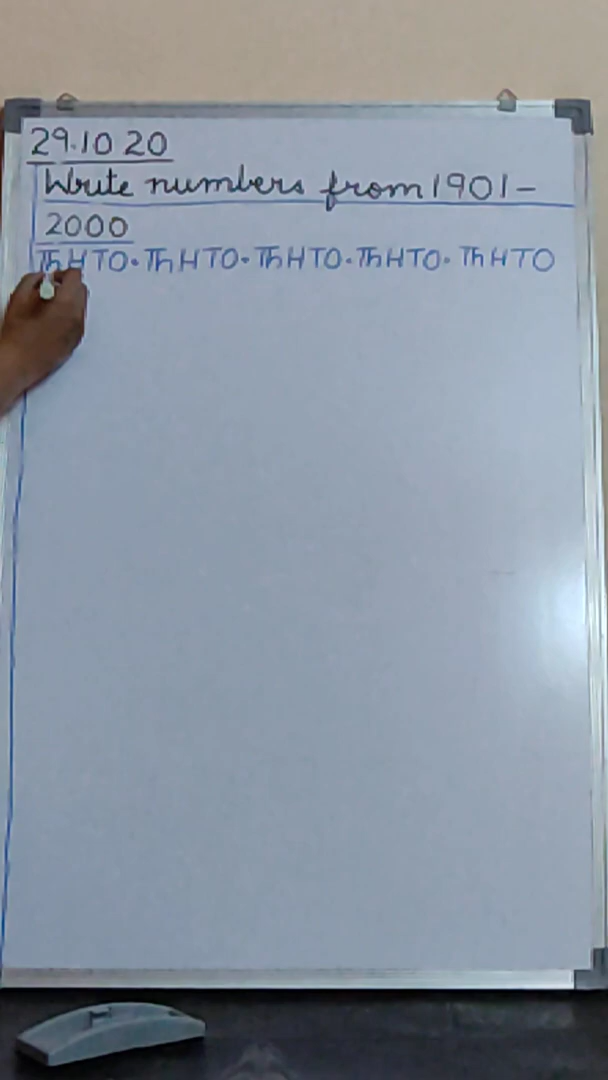 29.10 20
Write numbers from 1901-
2000
Th H T O • Th H T O • Th H T O • Th H T O • Th H T O